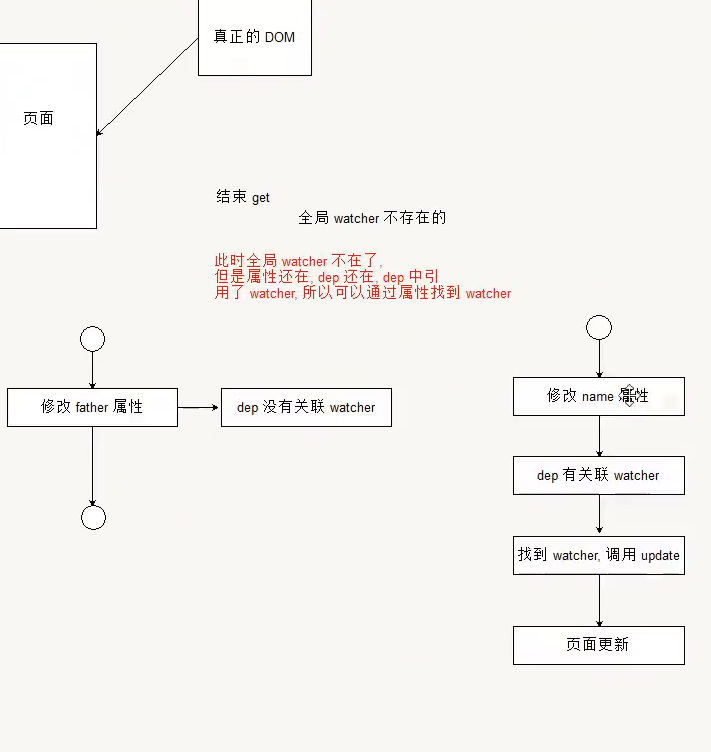 真正的 DOM
页面
结束 get
全局 watcher 不存在的
此时全局 watcher 不在了,
但是属性还在, dep 还在, dep 中引
用了 watcher, 所以可以通过属性找到 watcher
修改 father 属性
dep 没有关联 watcher
修改 name 属性
dep 有关联 watcher
找到 watcher, 调用 update
页面更新